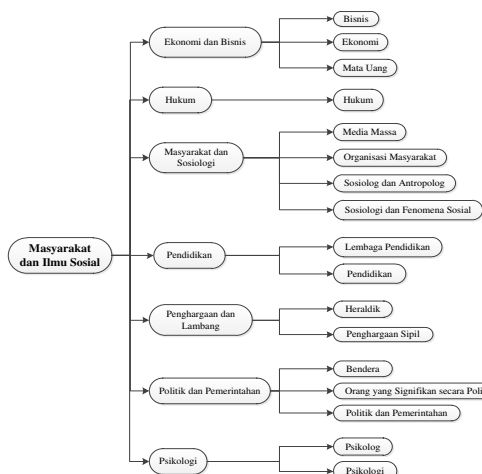 Masyarakat
dan Ilmu Sosial
Ekonomi dan Bisnis
Bisnis
Ekonomi
Mata Uang
Hukum
Hukum
Masyarakat dan
Sosiologi
Media Massa
Organisasi Masyarakat
Sosiolog dan Antropolog
Sosiologi dan Fenomena Sosial
Pendidikan
Lembaga Pendidikan
Pendidikan
Penghargaan dan
Lambang
Heraldik
Penghargaan Sipil
Politik dan Pemerintahan
Bendera
Orang yang Signifikan secara Poli
Politik dan Pemerintahan
Psikologi
Psikolog
Psikologi